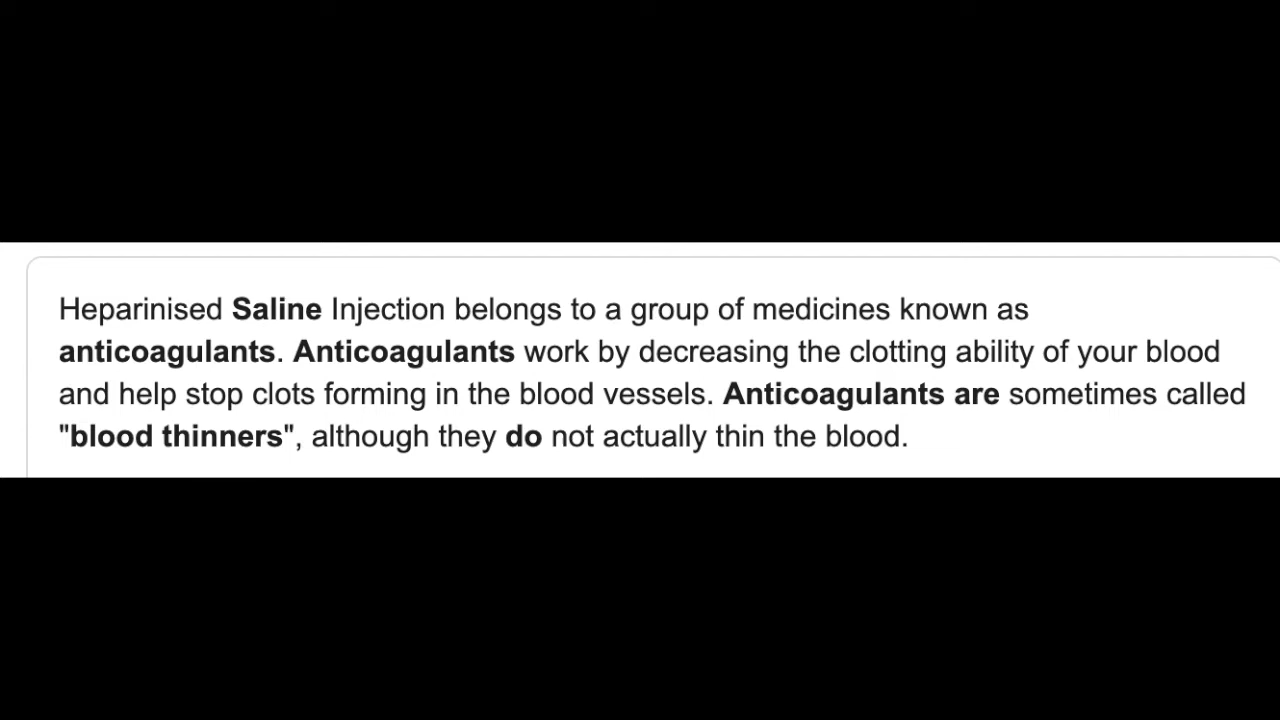 Heparinised Saline Injection belongs to a group of medicines known as
anticoagulants. Anticoagulants work by decreasing the clotting ability of your blood
and help stop clots forming in the blood vessels. Anticoagulants are sometimes called
"blood thinners", although they do not actually thin the blood.